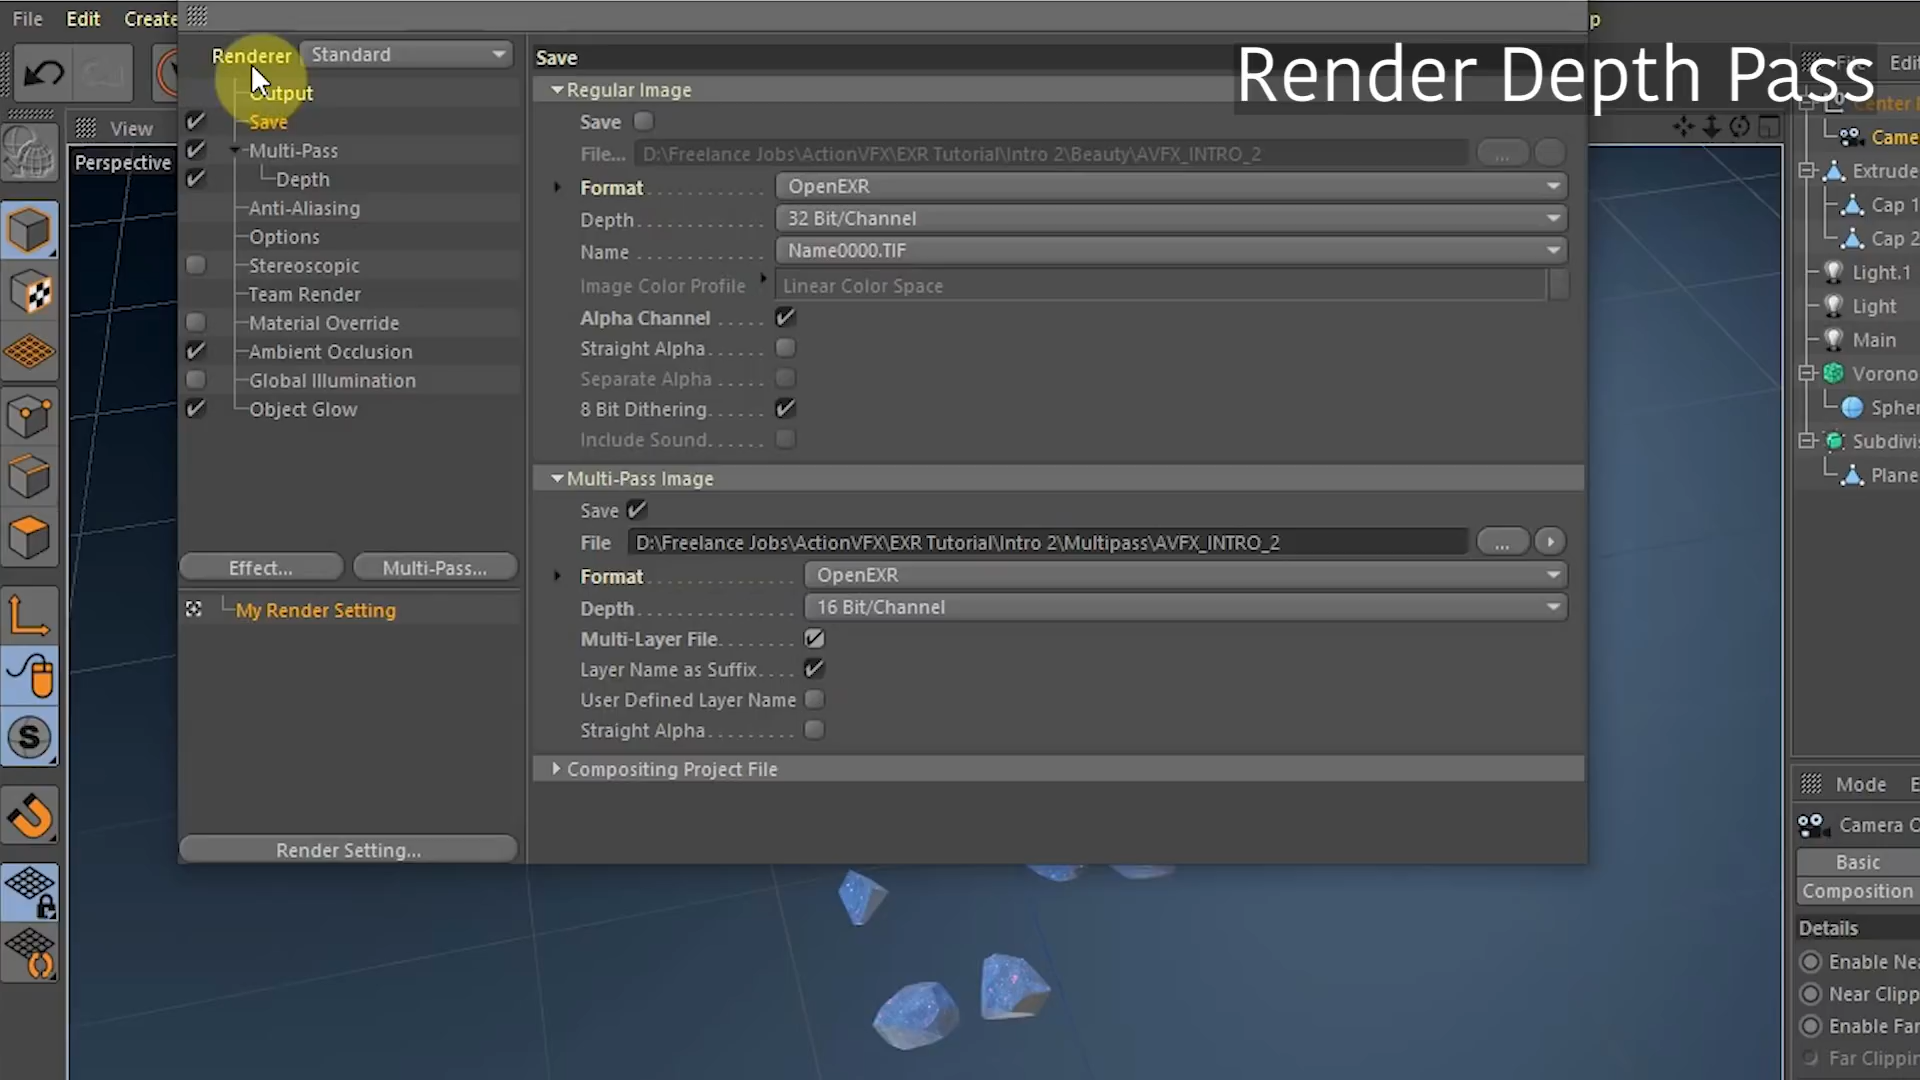 File Edit Create
p
Render Depth Pass
Renderer Standard
Output
Save
Multi-Pass
Depth
Anti-Aliasing
Options
Stereoscopic
Team Render
Material Override
Ambient Occlusion
Global Illumination
Object Glow
Effect... Multi-Pass...
My Render Setting
Render Setting...
Save
Regular Image
Save
File... D:\Freelance Jobs\ActionVFX\EXR Tutorial\Intro 2\Beauty\AVFX_INTRO_2 ...
Format OpenEXR
Depth 32 Bit/Channel
Name Name0000.TIF
Image Color Profile Linear Color Space
Alpha Channel
Straight Alpha
Separate Alpha
8 Bit Dithering
Include Sound
Multi-Pass Image
Save
File D:\Freelance Jobs\ActionVFX\EXR Tutorial\Intro 2\Multipass\AVFX_INTRO_2 ...
Format OpenEXR
Depth 16 Bit/Channel
Multi-Layer File
Layer Name as Suffix
User Defined Layer Name
Straight Alpha
Compositing Project File
View
Perspective
S
File Edi
Center
Came
Extrude
Cap 1
Cap 2
Light.1
Light
Main
Vorono
Spher
Subdivis
Plane
Mode E
Camera O
Basic
Composition
Details
Enable Nea
Near Clipp
Enable Far
Far Clippin